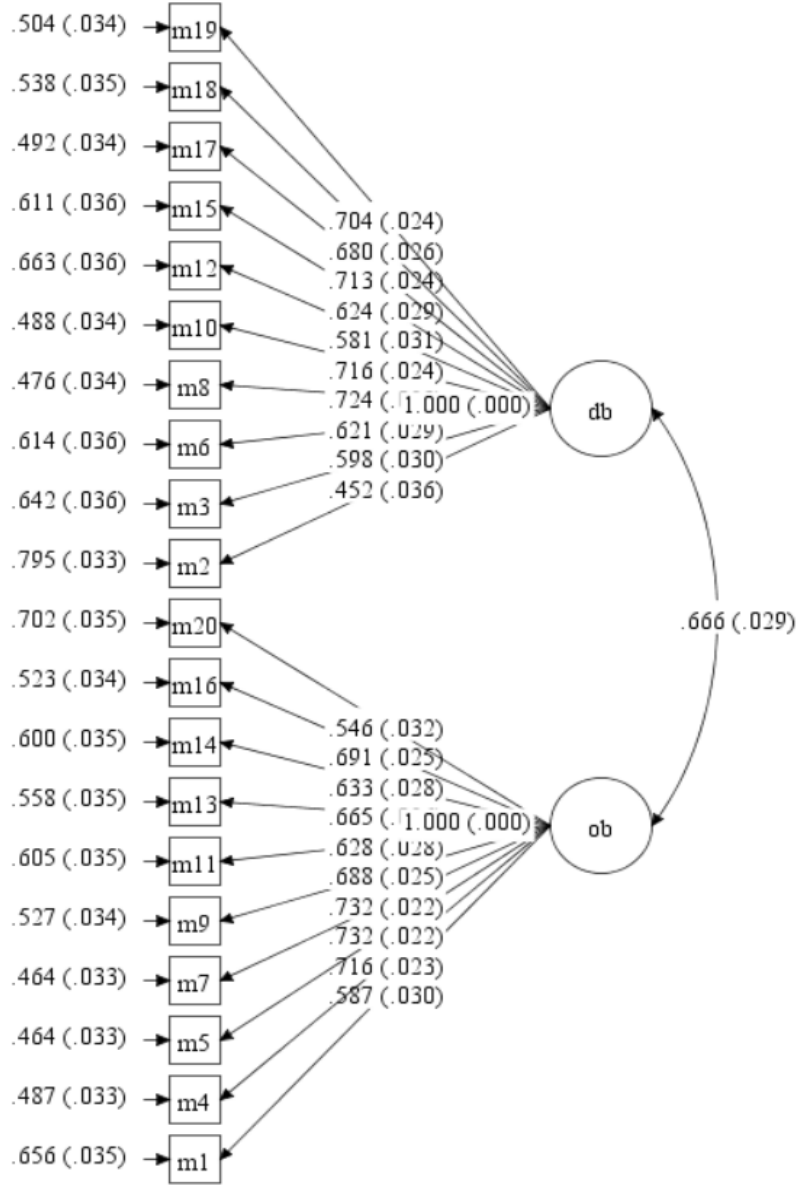 .504 (.034) m19
.538 (.035) m18
.492 (.034) m17
.611 (.036) m15
.704 (.024)
.680 (.026)
.663 (.036) m12
.713 (.024)
.624 (.029)
.488 (.034) m10
.581 (.031)
.716 (.024)
.476 (.034) m8
.724 (.
1.000 (.000)
db
.614 (.036) m6
.621 (.029)
.598 (.030)
.642 (.036) m3
.452 (.036)
.795 (.033) m2
.702 (.035) m20
.666 (.029)
.523 (.034) m16
.546 (.032)
.600 (.035) m14
.691 (.025)
.633 (.028)
.558 (.035) m13
.665 (.
1.000 (.000)
ob
.628 (.028)
.605 (.035) m11
.688 (.025)
.527 (.034) m9
.732 (.022)
.732 (.022)
.716 (.023)
.464 (.033) m7
.587 (.030)
.464 (.033) m5
.487 (.033) m4
.656 (.035) m1